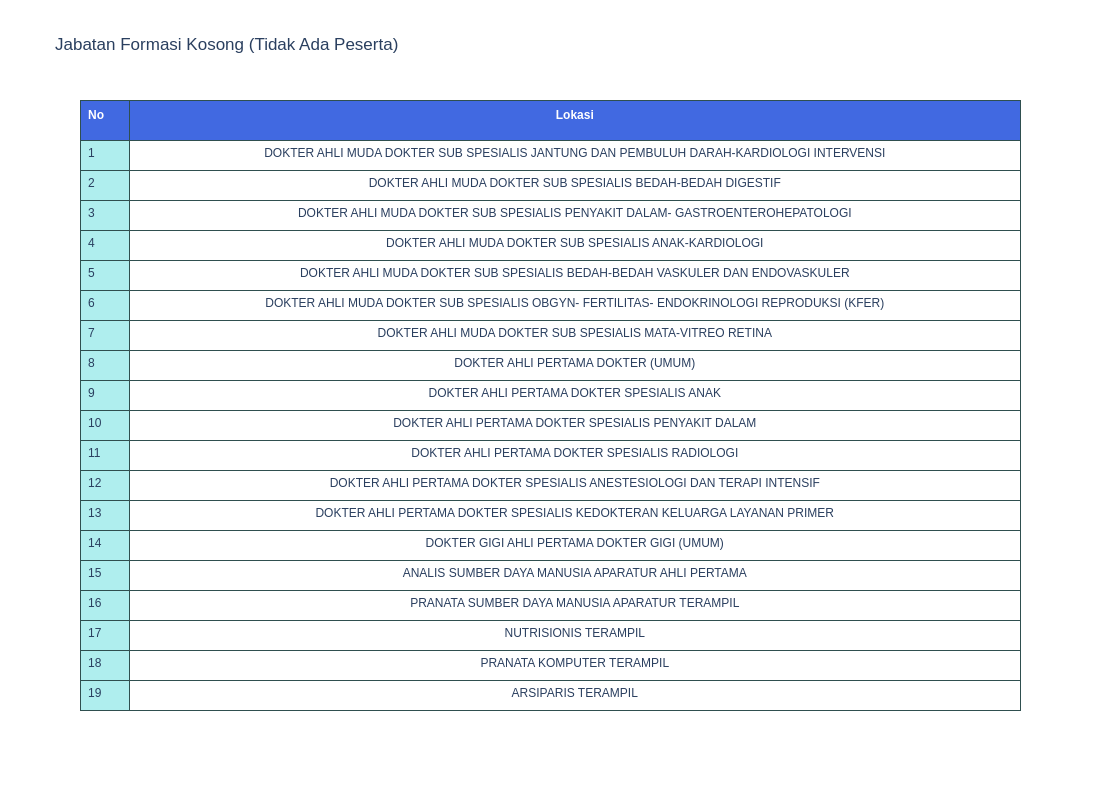 Jabatan Formasi Kosong (Tidak Ada Peserta)
No Lokasi
1 DOKTER AHLI MUDA DOKTER SUB SPESIALIS JANTUNG DAN PEMBULUH DARAH-KARDIOLOGI INTERVENSI
2 DOKTER AHLI MUDA DOKTER SUB SPESIALIS BEDAH-BEDAH DIGESTIF
3 DOKTER AHLI MUDA DOKTER SUB SPESIALIS PENYAKIT DALAM- GASTROENTEROHEPATOLOGI
4 DOKTER AHLI MUDA DOKTER SUB SPESIALIS ANAK-KARDIOLOGI
5 DOKTER AHLI MUDA DOKTER SUB SPESIALIS BEDAH-BEDAH VASKULER DAN ENDOVASKULER
6 DOKTER AHLI MUDA DOKTER SUB SPESIALIS OBGYN- FERTILITAS- ENDOKRINOLOGI REPRODUKSI (KFER)
7 DOKTER AHLI MUDA DOKTER SUB SPESIALIS MATA-VITREO RETINA
8 DOKTER AHLI PERTAMA DOKTER (UMUM)
9 DOKTER AHLI PERTAMA DOKTER SPESIALIS ANAK
10 DOKTER AHLI PERTAMA DOKTER SPESIALIS PENYAKIT DALAM
11 DOKTER AHLI PERTAMA DOKTER SPESIALIS RADIOLOGI
12 DOKTER AHLI PERTAMA DOKTER SPESIALIS ANESTESIOLOGI DAN TERAPI INTENSIF
13 DOKTER AHLI PERTAMA DOKTER SPESIALIS KEDOKTERAN KELUARGA LAYANAN PRIMER
14 DOKTER GIGI AHLI PERTAMA DOKTER GIGI (UMUM)
15 ANALIS SUMBER DAYA MANUSIA APARATUR AHLI PERTAMA
16 PRANATA SUMBER DAYA MANUSIA APARATUR TERAMPIL
17 NUTRISIONIS TERAMPIL
18 PRANATA KOMPUTER TERAMPIL
19 ARSIPARIS TERAMPIL